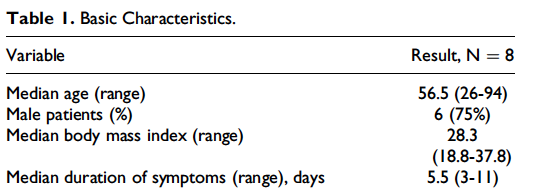 Table 1. Basic Characteristics.
Variable Result, N = 8
Median age (range) 56.5 (26-94)
Male patients (%) 6 (75%)
Median body mass index (range) 28.3
(18.8-37.8)
Median duration of symptoms (range), days 5.5 (3-11)